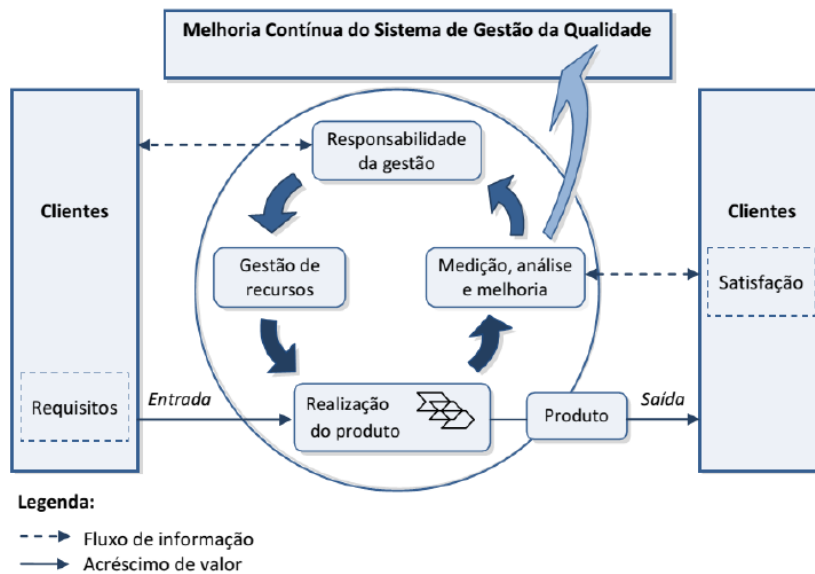 Melhoria Contínua do Sistema de Gestão da Qualidade
Clientes
Requisitos
Entrada
Responsabilidade
da gestão
Gestão de
recursos
Medição, análise
e melhoria
Realização
do produto
Produto
Saída
Clientes
Satisfação
Legenda:
Fluxo de informação
Acréscimo de valor